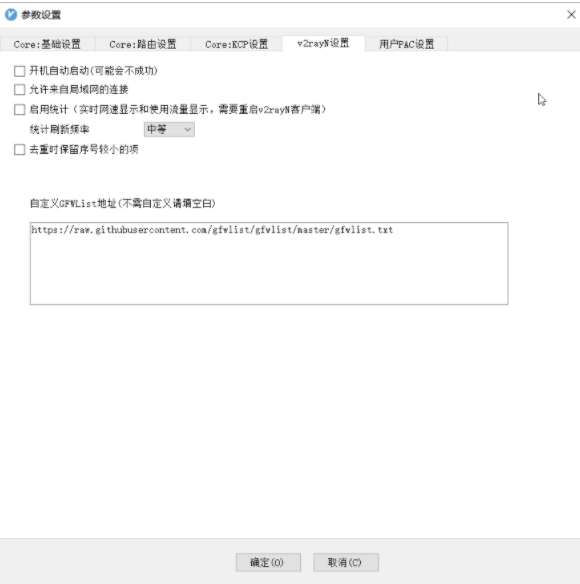 参数设置
Core:基础设置 Core:路由设置 Core:KCP设置 v2rayN设置 用户PAC设置
开机自动启动(可能会不成功)
允许来自局域网的连接
启用统计(实时网速显示和使用流量显示，需要重启v2rayN客户端)
统计刷新频率 中等
去重时保留序号较小的项
自定义GFWList地址(不需自定义请填空白)
https://raw.githubusercontent.com/gfwlist/gfwlist/master/gfwlist.txt
确定(O) 取消(C)